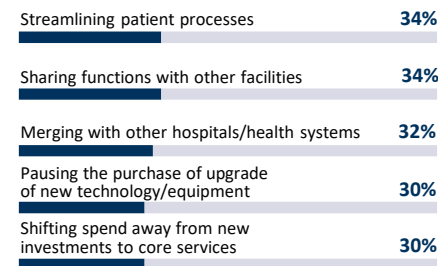 Streamlining patient processes 34%
Sharing functions with other facilities 34%
Merging with other hospitals/health systems 32%
Pausing the purchase of upgrade
of new technology/equipment 30%
Shifting spend away from new
investments to core services 30%